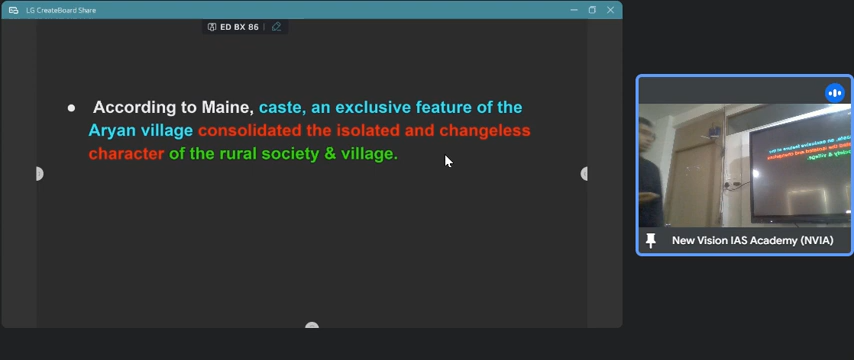 LG CreateBoard Share
ED BX 86
● According to Maine, caste, an exclusive feature of the
Aryan village consolidated the isolated and changeless
character of the rural society & village.
New Vision IAS Academy (NVIA)